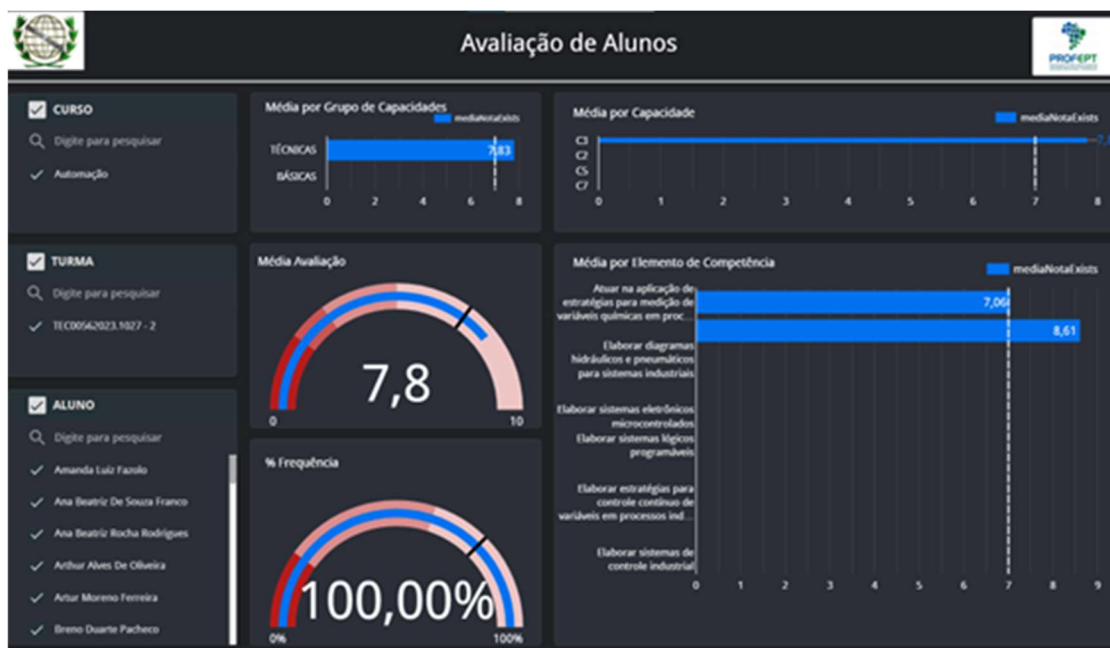 Avaliação de Alunos
PROFEPT
CURSO
Digite para pesquisar
Automação
TURMA
Digite para pesquisar
TEC00562023.1027 - 2
ALUNO
Digite para pesquisar
Amanda Luiz Fazolo
Ana Beatriz De Souza Franco
Ana Beatriz Rocha Rodrigues
Arthur Alves De Oliveira
Artur Moreno Ferreira
Breno Duarte Pacheco
Média por Grupo de Capacidades
mediaNotaExists
TÉCNICAS
7,83
BÁSICAS
0 2 4 6 8
Média Avaliação
7,8
0 10
% Frequência
100,00%
0% 100%
Média por Capacidade
mediaNotaExists
C3
C2
C5
C7
0 1 2 3 4 5 6 7 8
Média por Elemento de Competência
mediaNotaExists
Atuar na aplicação de
estratégias para medição de
variáveis químicas em proc...
7,06
8,61
Elaborar diagramas
hidráulicos e pneumáticos
para sistemas industriais
Elaborar sistemas eletrônicos
microcontrolados
Elaborar sistemas lógicos
programáveis
Elaborar estratégias para
controle contínuo de
variáveis em processos ind...
Elaborar sistemas de
controle industrial
0 1 2 3 4 5 6 7 8 9